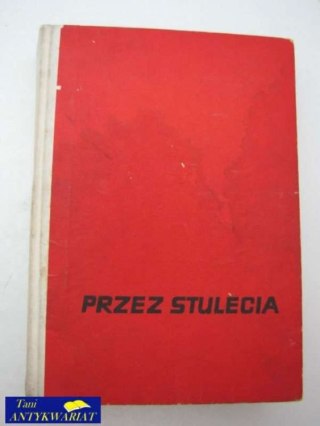 PRZEZ STULECIA
Tani
ANTYKWARIAT